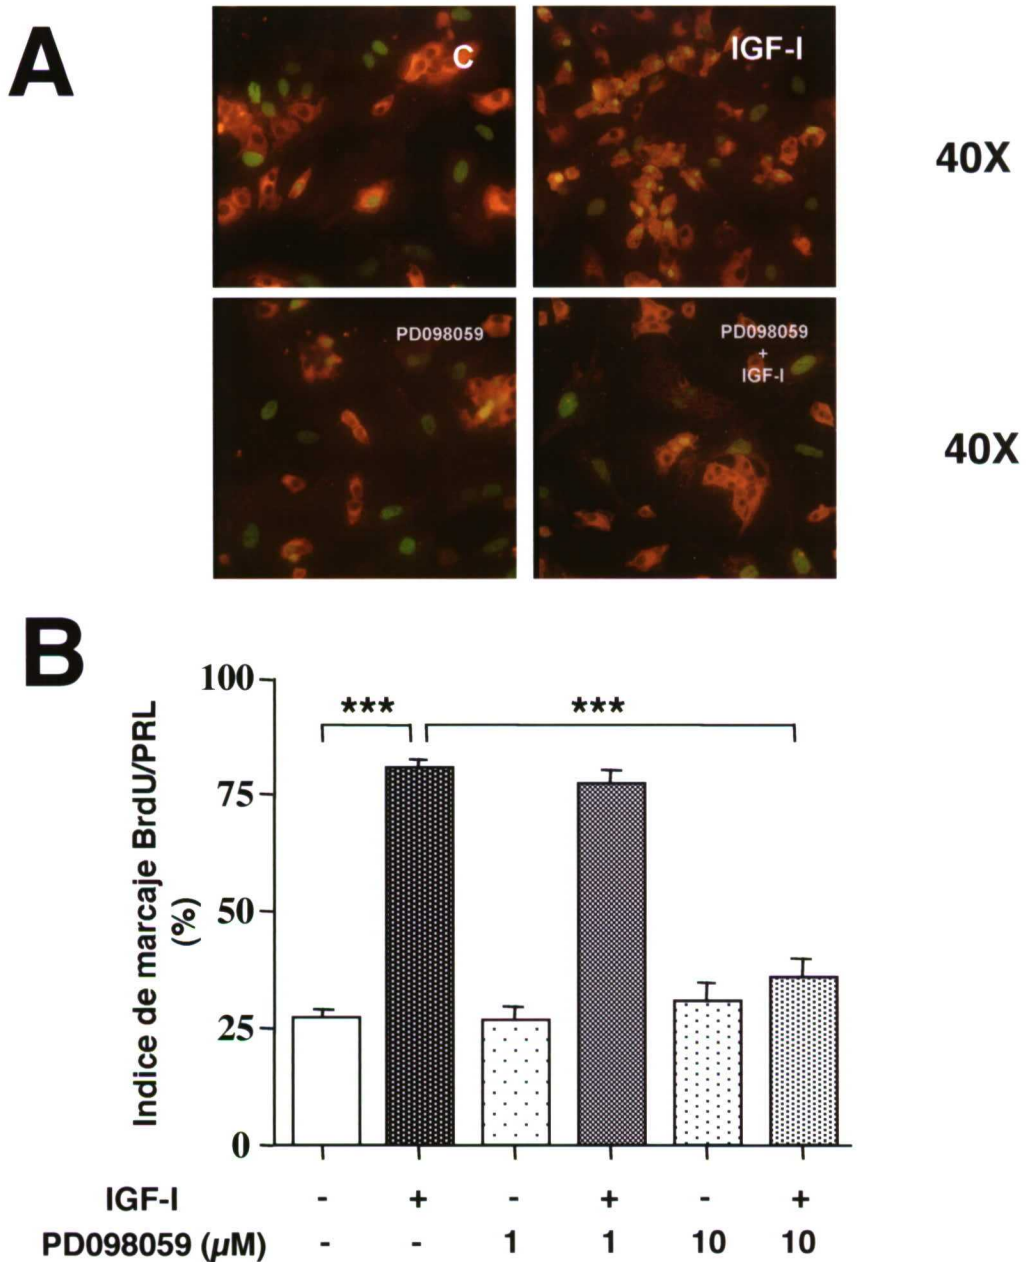 A
C
IGF-I
40X
PD098059
PD098059
+
IGF-I
40X
B
Indice de marcaje BrdU/PRL
(%)
100
75
50
25
0
*** ***
IGF-I - + - + - +
PD098059 (µM) - - 1 1 10 10